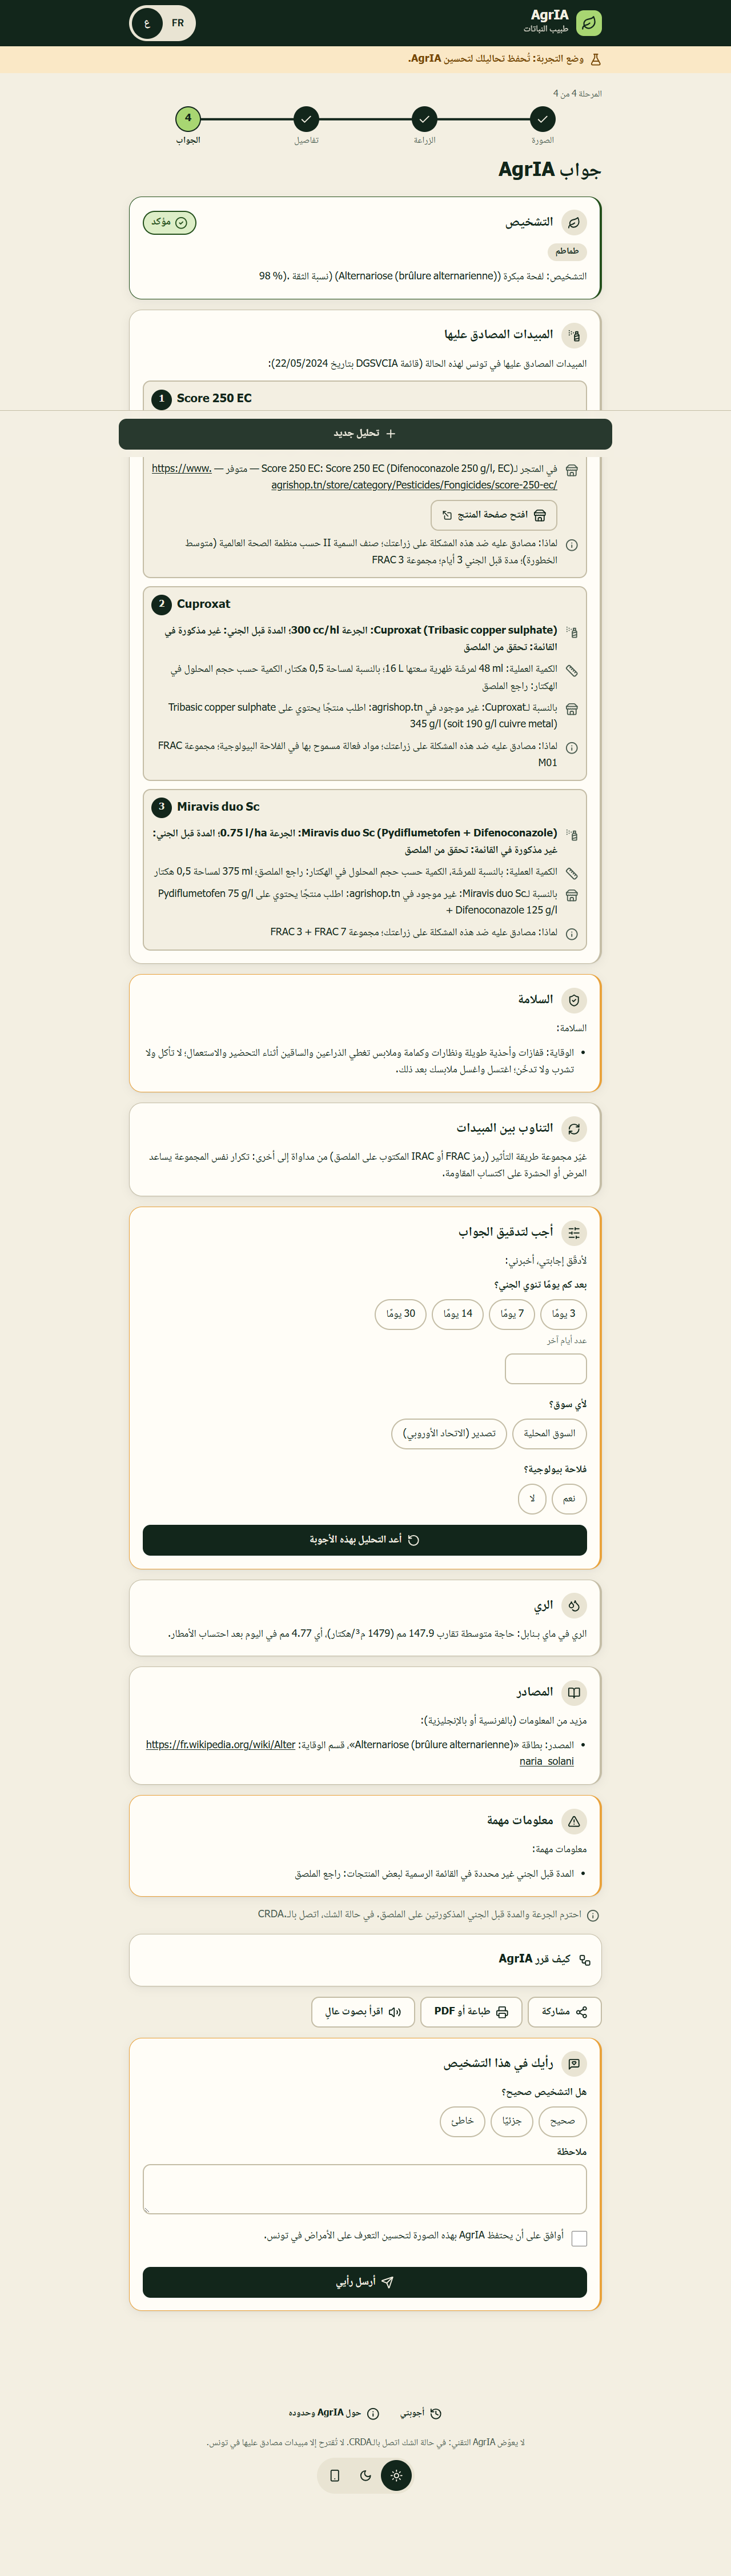 AgrIA
طبيب النباتات
FR
ع
وضع التجربة: تُحفظ تحاليلك لتحسين AgrIA.
المرحلة 4 من 4
الصورة
الزراعة
تفاصيل
4
الجواب
جواب AgrIA
التشخيص
مؤكد
طماطم
التشخيص: لفحة مبكرة (Alternariose (brûlure alternarienne)) (نسبة الثقة .(% 98
المبيدات المصادق عليها
المبيدات المصادق عليها في تونس لهذه الحالة (قائمة DGSVCIA بتاريخ 22/05/2024):
1 Score 250 EC
تحليل جديد
في المتجر لـScore 250 EC: Score 250 EC (Difenoconazole 250 g/l, EC) — متوفر — https://www.
agrishop.tn/store/category/Pesticides/Fongicides/score-250-ec/
افتح صفحة المنتج
لماذا: مصادق عليه ضد هذه المشكلة على زراعتك؛ صنف السمية II حسب منظمة الصحة العالمية (متوسط
الخطورة)؛ مدة قبل الجني 3 أيام؛ مجموعة FRAC 3
2 Cuproxat
Cuproxat (Tribasic copper sulphate): الجرعة 300 cc/hl؛ المدة قبل الجني: غير مذكورة في
القائمة: تحقق من الملصق
الكمية العملية: 48 ml لمرشّة ظهرية سعتها 16 L؛ بالنسبة لمساحة 0,5 هكتار، الكمية حسب حجم المحلول في
الهكتار: راجع الملصق
بالنسبة لـCuproxat: غير موجود في agrishop.tn: اطلب منتجًا يحتوي على Tribasic copper sulphate
345 g/l (soit 190 g/l cuivre metal)
لماذا: مصادق عليه ضد هذه المشكلة على زراعتك؛ مواد فعالة مسموح بها في الفلاحة البيولوجية؛ مجموعة FRAC
M01
3 Miravis duo Sc
Miravis duo Sc (Pydiflumetofen + Difenoconazole): الجرعة 0.75 l/ha؛ المدة قبل الجني:
غير مذكورة في القائمة: تحقق من الملصق
الكمية العملية: بالنسبة للمرشة، الكمية حسب حجم المحلول في الهكتار: راجع الملصق؛ 375 ml لمساحة 0,5 هكتار
بالنسبة لـMiravis duo Sc: غير موجود في agrishop.tn: اطلب منتجًا يحتوي على Pydiflumetofen 75 g/l
+ Difenoconazole 125 g/l
لماذا: مصادق عليه ضد هذه المشكلة على زراعتك؛ مجموعة FRAC 3 + FRAC 7
السلامة
السلامة:
• الوقاية: قفازات وأحذية طويلة ونظارات وكمامة وملابس تغطي الذراعين والساقين أثناء التحضير والاستعمال؛ لا تأكل ولا
تشرب ولا تدخّن؛ اغتسل واغسل ملابسك بعد ذلك.
التناوب بين المبيدات
غيّر مجموعة طريقة التأثير (رمز FRAC أو IRAC المكتوب على الملصق) من مداواة إلى أخرى: تكرار نفس المجموعة يساعد
المرض أو الحشرة على اكتساب المقاومة.
أجب لتدقيق الجواب
لأدقّق إجابتي، أخبرني:
بعد كم يومًا تنوي الجني؟
3 يومًا
7 يومًا
14 يومًا
30 يومًا
عدد أيام آخر
لأي سوق؟
السوق المحلية
تصدير (الاتحاد الأوروبي)
فلاحة بيولوجية؟
نعم
لا
أعد التحليل بهذه الأجوبة
الري
الري في ماي بـنابل: حاجة متوسطة تقارب 147.9 مم (1479 م³/هكتار)، أي 4.77 مم في اليوم بعد احتساب الأمطار.
المصادر
مزيد من المعلومات (بالفرنسية أو بالإنجليزية):
• المصدر: بطاقة «Alternariose (brûlure alternarienne)»، قسم الوقاية: https://fr.wikipedia.org/wiki/Alter
naria_solani
معلومات مهمة
معلومات مهمة:
• المدة قبل الجني غير محددة في القائمة الرسمية لبعض المنتجات: راجع الملصق
احترم الجرعة والمدة قبل الجني المذكورتين على الملصق. في حالة الشك، اتصل بالـ.CRDA
كيف قرر AgrIA
مشاركة
طباعة أو PDF
اقرأ بصوت عالٍ
رأيك في هذا التشخيص
هل التشخيص صحيح؟
صحيح
جزئيًا
خاطئ
ملاحظة
أوافق على أن يحتفظ AgrIA بهذه الصورة لتحسين التعرف على الأمراض في تونس.
أرسل رأيي
أجوبتي
حول AgrIA وحدوده
لا يعوّض AgrIA التقني: في حالة الشك اتصل بالـCRDA. لا تُقترح إلا مبيدات مصادق عليها في تونس.